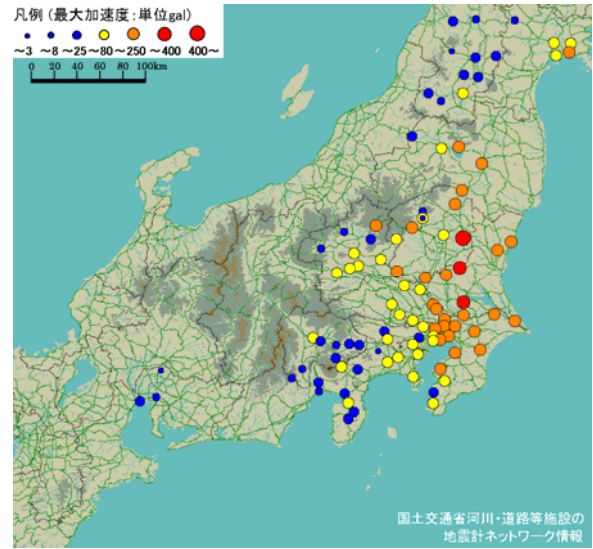 凡例 (最大加速度：単位gal)
～3 ～8 ～25 ～80 ～250 ～400 400～
0 20 40 60 80 100km
国土交通省河川・道路等施設の
地震計ネットワーク情報